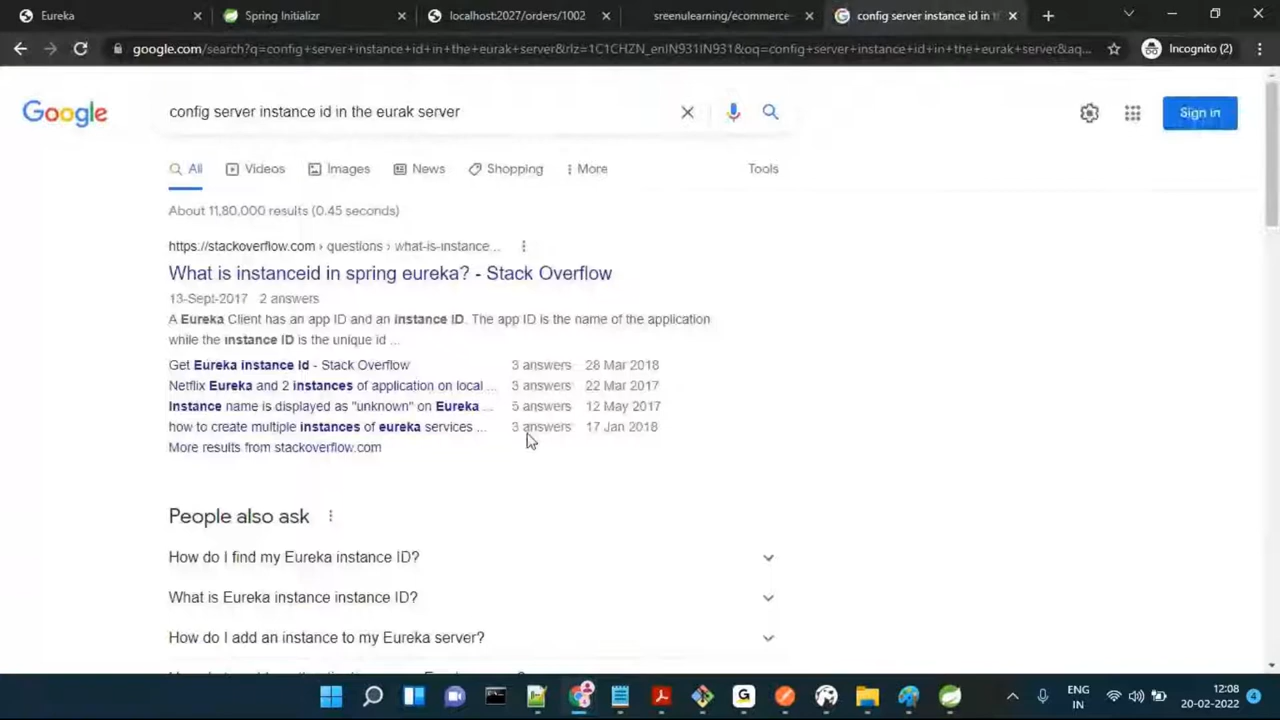 Eureka
Spring Initializr
localhost:2027/orders/1002
sreenulearning/ecommerce-
config server instance id in t
google.com/search?q=config+server+instance+id+in+the+eurak+server&rlz=1C1CHZN_enIN931IN931&oq=config+server+instance+id+in+the+eurak+server&aq...
Incognito (2)
Google
config server instance id in the eurak server
Sign in
All
Videos
Images
News
Shopping
More
Tools
About 11,80,000 results (0.45 seconds)
https://stackoverflow.com › questions › what-is-instance...
What is instanceid in spring eureka? - Stack Overflow
13-Sept-2017 2 answers
A Eureka Client has an app ID and an instance ID. The app ID is the name of the application
while the instance ID is the unique id ...
Get Eureka instance Id - Stack Overflow 3 answers 28 Mar 2018
Netflix Eureka and 2 instances of application on local ... 3 answers 22 Mar 2017
Instance name is displayed as "unknown" on Eureka ... 5 answers 12 May 2017
how to create multiple instances of eureka services ... 3 answers 17 Jan 2018
More results from stackoverflow.com
People also ask
How do I find my Eureka instance ID?
What is Eureka instance instance ID?
How do I add an instance to my Eureka server?
ENG
IN
12:08
20-02-2022
4